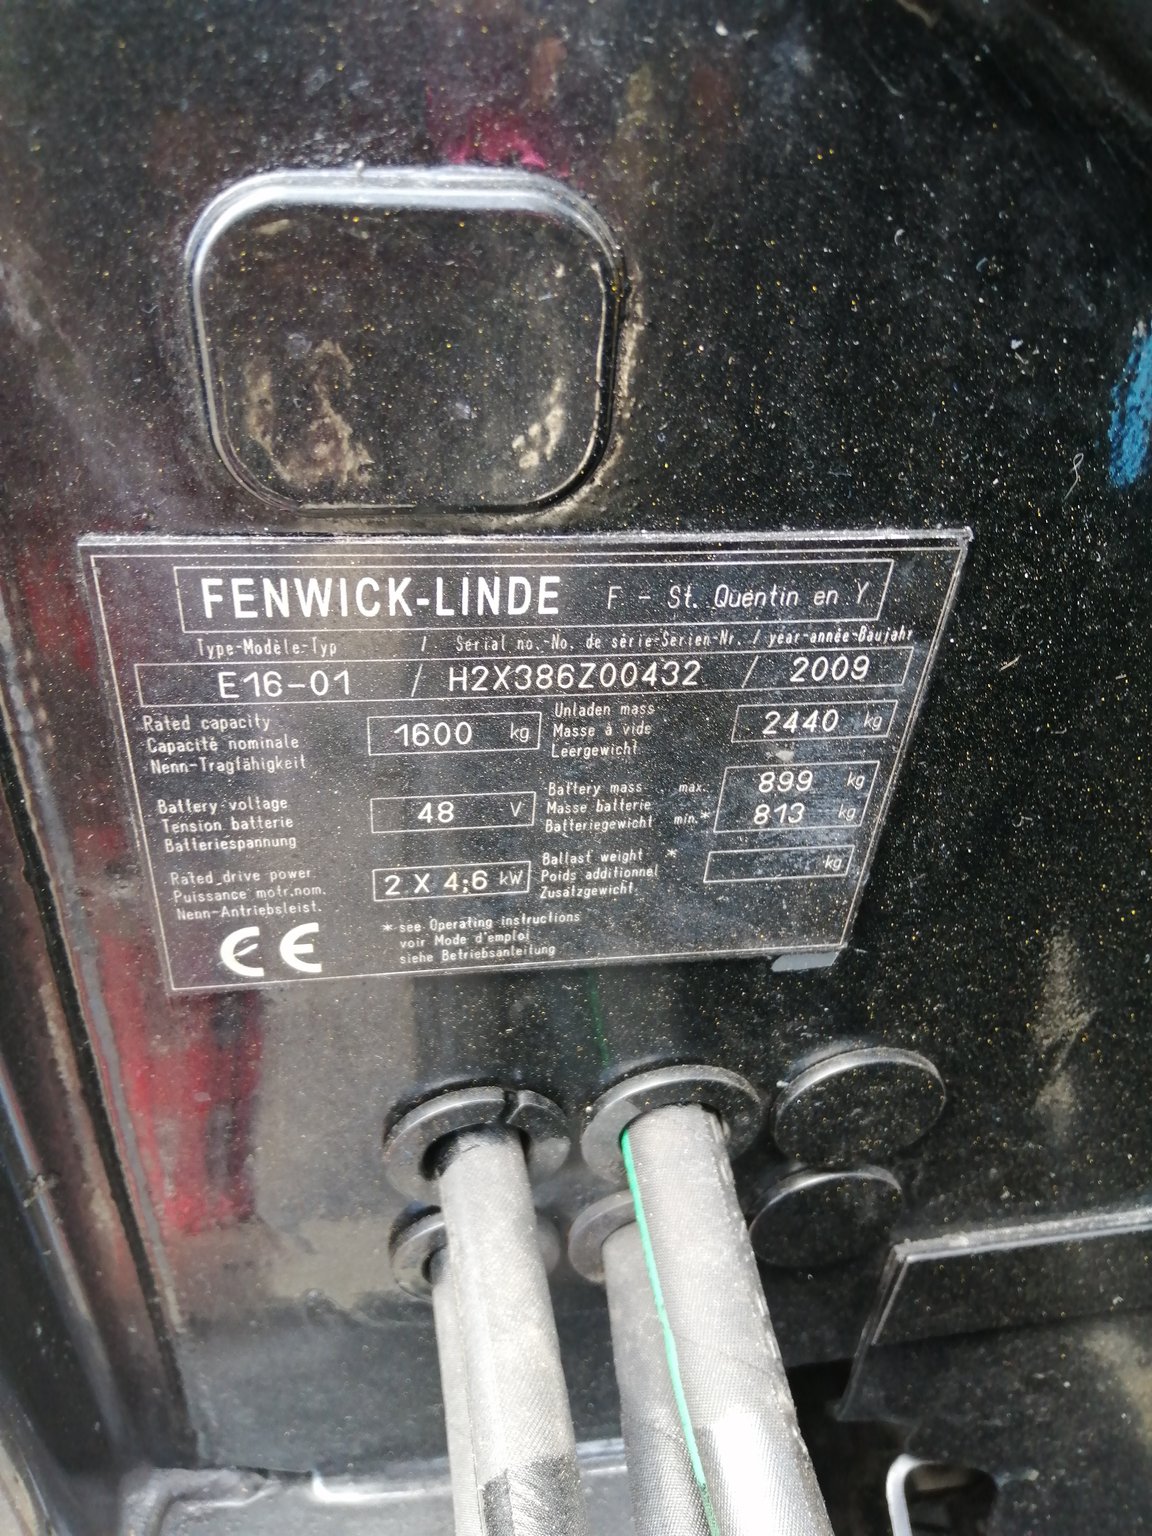 FENWICK-LINDE F - St. Quentin en Y
Type-Modèle-Typ / Serial no.-No. de série-Serien-Nr. / year-année-Baujahr
E16-01 / H2X386Z00432 / 2009
Rated capacity
Capacité nominale
Nenn-Tragfähigkeit
1600 kg
Unladen mass
Masse à vide
Leergewicht
2440 kg
Battery voltage
Tension batterie
Batteriespannung
48 V
Battery mass max. 899 kg
Masse batterie
Batteriegewicht min.* 813 kg
Rated drive power
Puissance motr.nom.
Nenn-Antriebsleist.
2 X 4,6 kW
Ballast weight *
Poids additionnel
Zusatzgewicht
kg
CE
* see Operating instructions
voir Mode d'emploi
siehe Betriebsanleitung